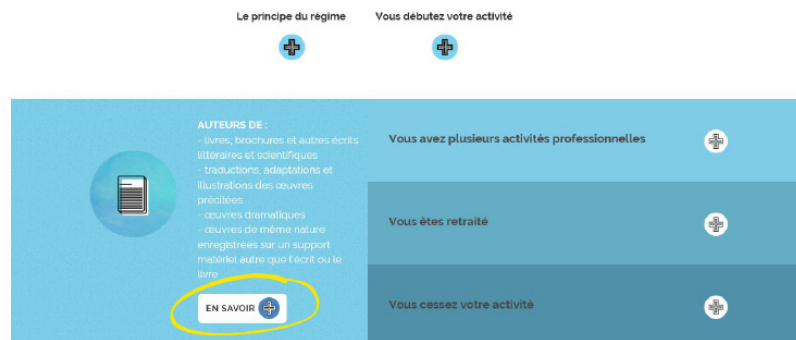 Le principe du régime
Vous débutez votre activité
AUTEURS DE :
- livres, brochures et autres écrits
littéraires et scientifiques
- traductions, adaptations et
illustrations des œuvres
précitées
- œuvres dramatiques
- œuvres de même nature
enregistrées sur un support
matériel autre que l'écrit ou le
livre
EN SAVOIR
Vous avez plusieurs activités professionnelles
Vous êtes retraité
Vous cessez votre activité